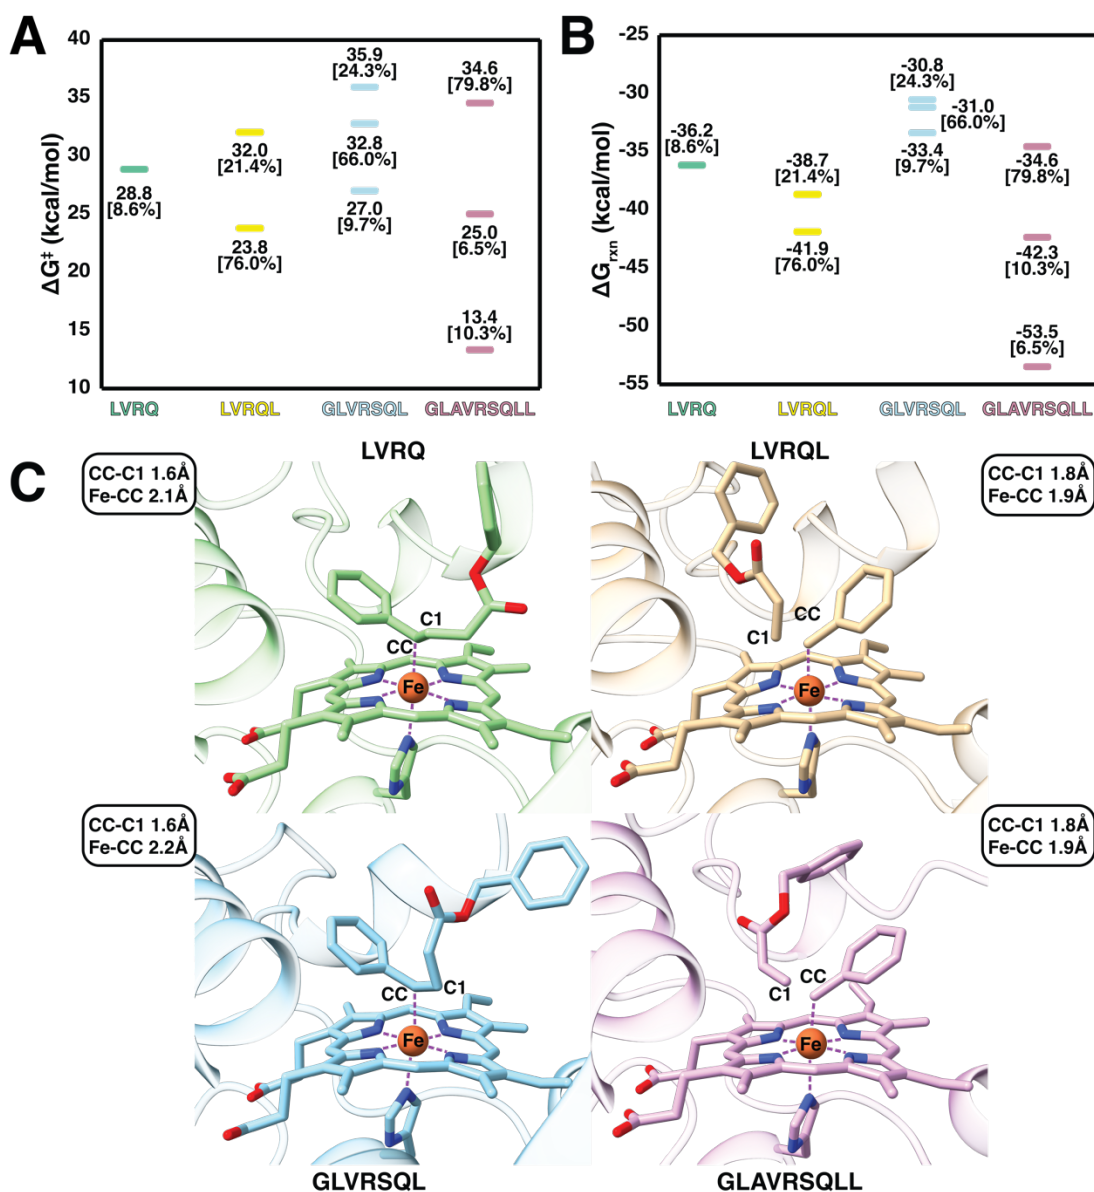 A
ΔG‡ (kcal/mol)
40
35
30
25
20
15
10
28.8
[8.6%]
32.0
[21.4%]
23.8
[76.0%]
35.9
[24.3%]
32.8
[66.0%]
27.0
[9.7%]
34.6
[79.8%]
25.0
[6.5%]
13.4
[10.3%]
LVRQ
LVRQL
GLVRSQL
GLAVRSQLL
B
ΔGrxn (kcal/mol)
-25
-30
-35
-40
-45
-50
-55
-36.2
[8.6%]
-38.7
[21.4%]
-41.9
[76.0%]
-30.8
[24.3%]
-31.0
[66.0%]
-33.4
[9.7%]
-34.6
[79.8%]
-42.3
[10.3%]
-53.5
[6.5%]
LVRQ
LVRQL
GLVRSQL
GLAVRSQLL
C
LVRQ
CC-C1 1.6Å
Fe-CC 2.1Å
C1
CC
Fe
LVRQL
CC-C1 1.8Å
Fe-CC 1.9Å
CC
C1
Fe
CC-C1 1.6Å
Fe-CC 2.2Å
CC
C1
Fe
GLVRSQL
CC-C1 1.8Å
Fe-CC 1.9Å
CC
C1
Fe
GLAVRSQLL